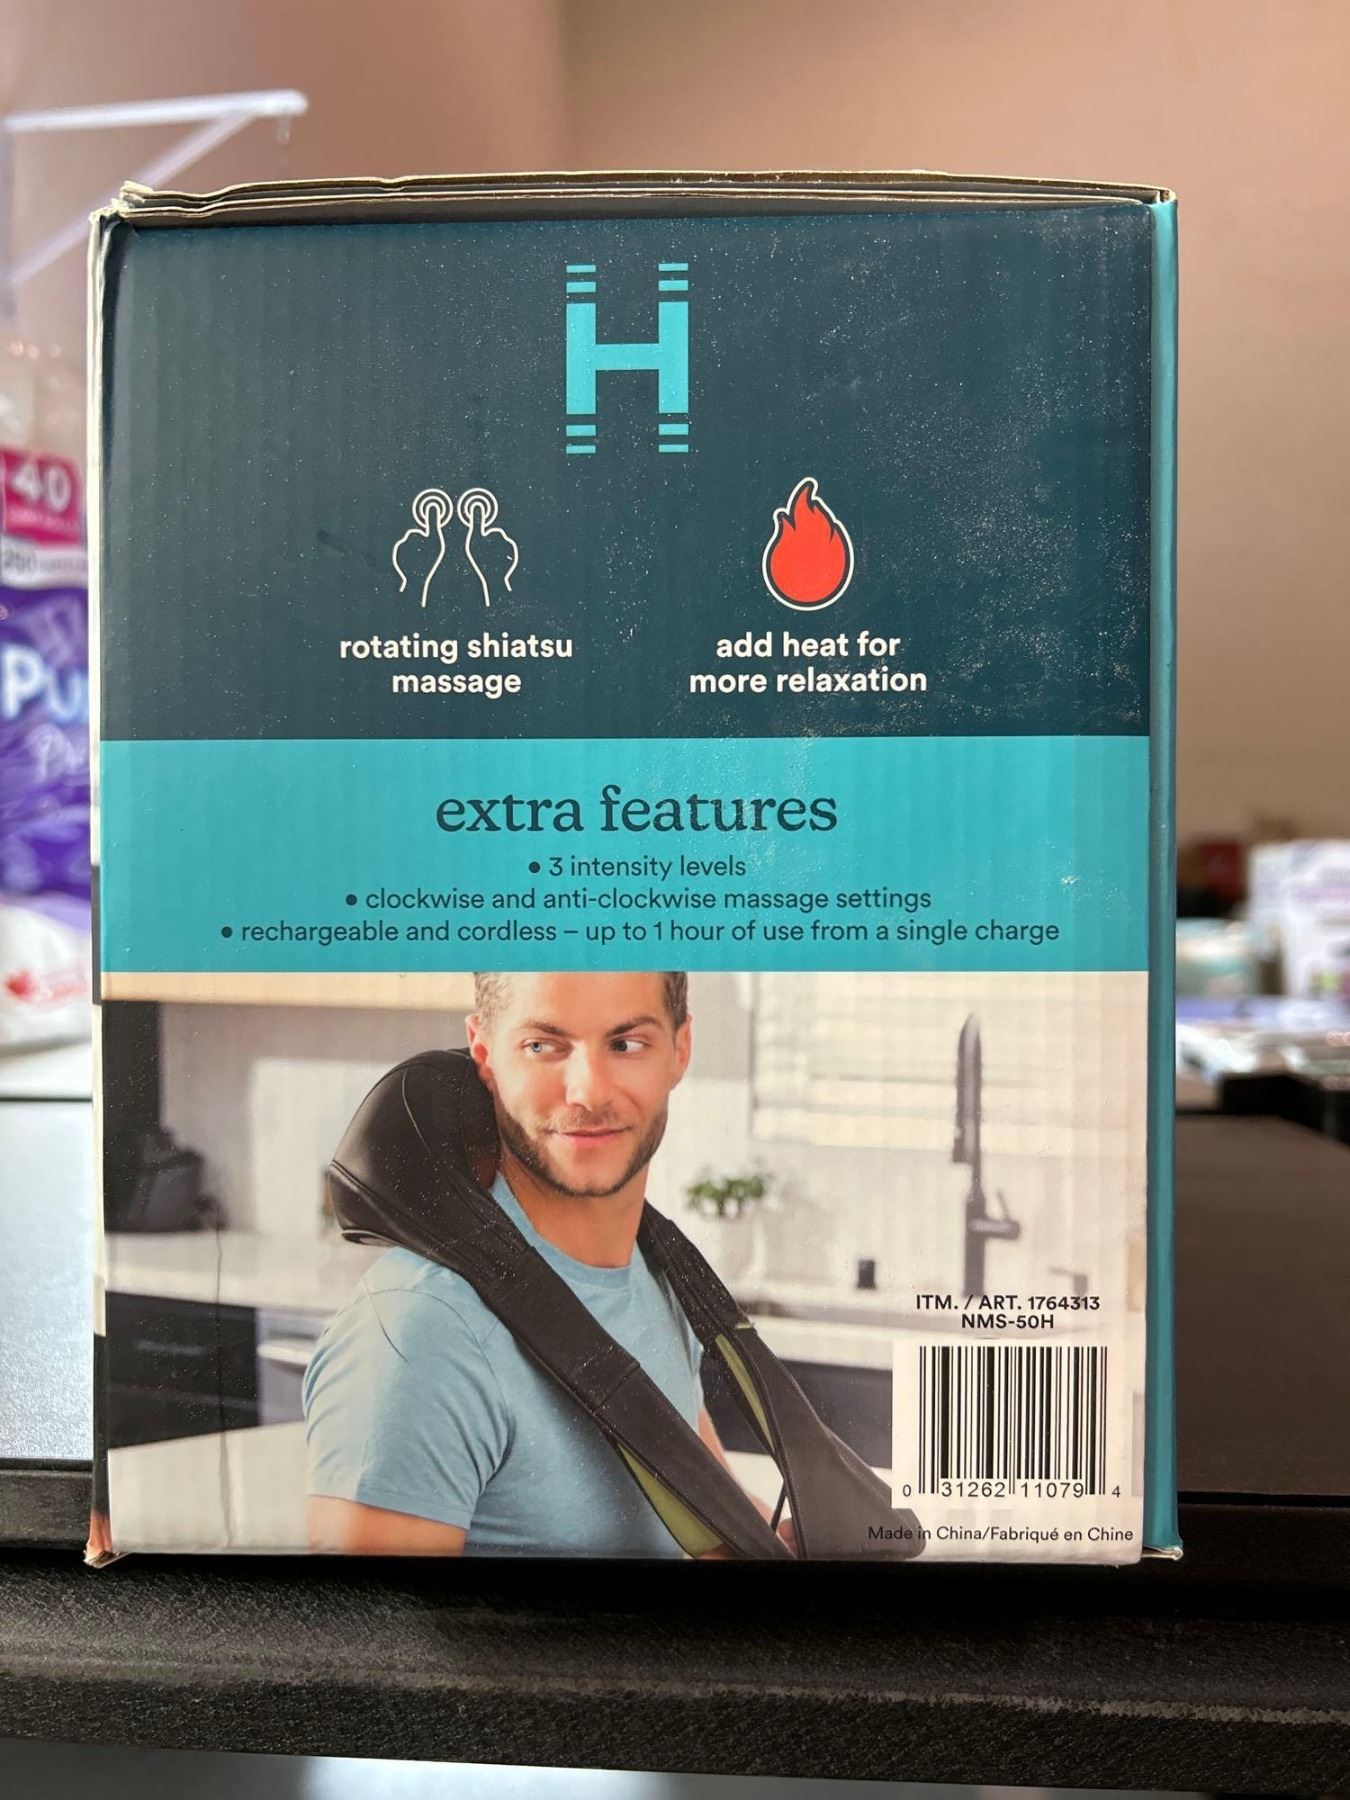 H
rotating shiatsu
massage
add heat for
more relaxation
extra features
• 3 intensity levels
• clockwise and anti-clockwise massage settings
• rechargeable and cordless – up to 1 hour of use from a single charge
ITM. / ART. 1764313
NMS-50H
0 31262 11079 4
Made in China/Fabriqué en Chine
40
Pu